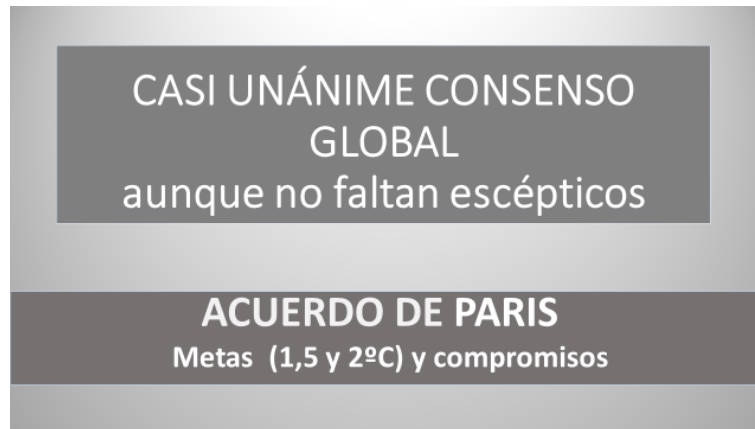 CASI UNÁNIME CONSENSO
GLOBAL
aunque no faltan escépticos
ACUERDO DE PARIS
Metas  (1,5 y 2ºC) y compromisos